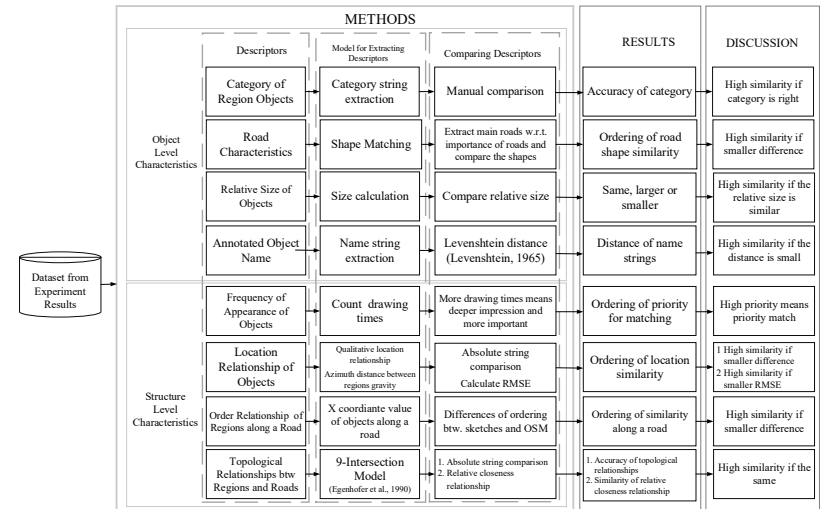 METHODS
RESULTS
DISCUSSION
Descriptors
Model for Extracting
Descriptors
Comparing Descriptors
Dataset from
Experiment
Results
Object
Level
Characteristics
Category of
Region Objects
Category string
extraction
Manual comparison
Accuracy of category
High similarity if
category is right
Road
Characteristics
Shape Matching
Extract main roads w.r.t.
importance of roads and
compare the shapes
Ordering of road
shape similarity
High similarity if
smaller difference
Relative Size of
Objects
Size calculation
Compare relative size
Same, larger or
smaller
High similarity if the
relative size is
similar
Annotated Object
Name
Name string
extraction
Levenshtein distance
(Levenshtein, 1965)
Distance of name
strings
High similarity if the
distance is small
Structure
Level
Characteristics
Frequency of
Appearance of
Objects
Count drawing
times
More drawing times means
deeper impression and
more important
Ordering of priority
for matching
High priority means
priority match
Location
Relationship of
Objects
Qualitative location
relationship
Azimuth distance between
regions gravity
Absolute string
comparison
Calculate RMSE
Ordering of location
similarity
1 High similarity if
smaller difference
2 High similarity if
smaller RMSE
Order Relationship of
Regions along a Road
X coordiante value
of objects along a
road
Differences of ordering
btw. sketches and OSM
Ordering of similarity
along a road
High similarity if
smaller difference
Topological
Relationships btw
Regions and Roads
9-Intersection
Model
(Egenhofer et al., 1990)
1. Absolute string comparison
2. Relative closeness
relationship
1. Accuracy of topological
relationships
2. Similarity of relative
closeness relationship
High similarity if the
same